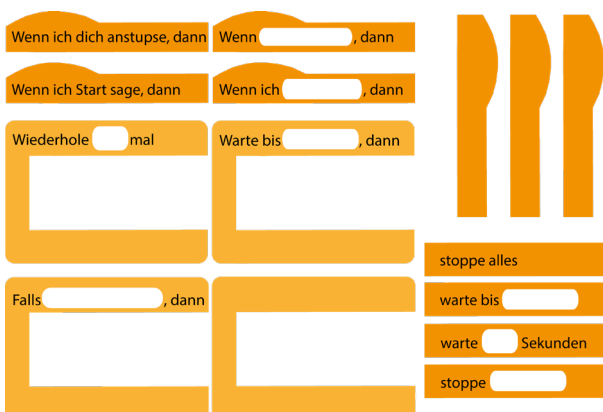 Wenn ich dich anstupse, dann
Wenn , dann
Wenn ich Start sage, dann
Wenn ich , dann
Wiederhole mal
Warte bis , dann
Falls , dann
stoppe alles
warte bis
warte Sekunden
stoppe